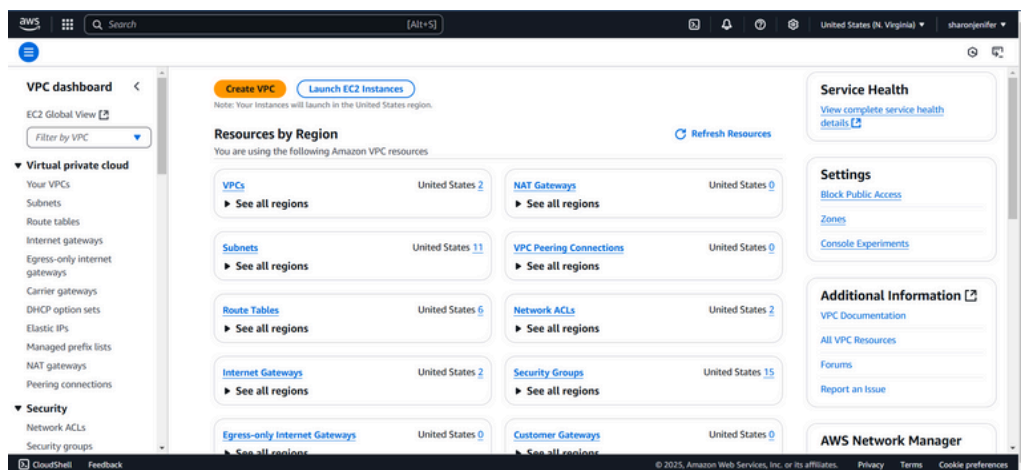 aws
Search [Alt+S]
United States (N. Virginia) sharonjenifer
VPC dashboard
EC2 Global View
Filter by VPC
Virtual private cloud
Your VPCs
Subnets
Route tables
Internet gateways
Egress-only internet
gateways
Carrier gateways
DHCP option sets
Elastic IPs
Managed prefix lists
NAT gateways
Peering connections
Security
Network ACLs
Security groups
Create VPC Launch EC2 Instances
Note: Your Instances will launch in the United States region.
Resources by Region Refresh Resources
You are using the following Amazon VPC resources
VPCs United States 2
See all regions
NAT Gateways United States 0
See all regions
Subnets United States 11
See all regions
VPC Peering Connections United States 0
See all regions
Route Tables United States 6
See all regions
Network ACLs United States 2
See all regions
Internet Gateways United States 2
See all regions
Security Groups United States 15
See all regions
Egress-only Internet Gateways United States 0
See all regions
Customer Gateways United States 0
See all regions
Service Health
View complete service health
details
Settings
Block Public Access
Zones
Console Experiments
Additional Information
VPC Documentation
All VPC Resources
Forums
Report an Issue
AWS Network Manager
CloudShell Feedback © 2025, Amazon Web Services, Inc. or its affiliates. Privacy Terms Cookie preferences